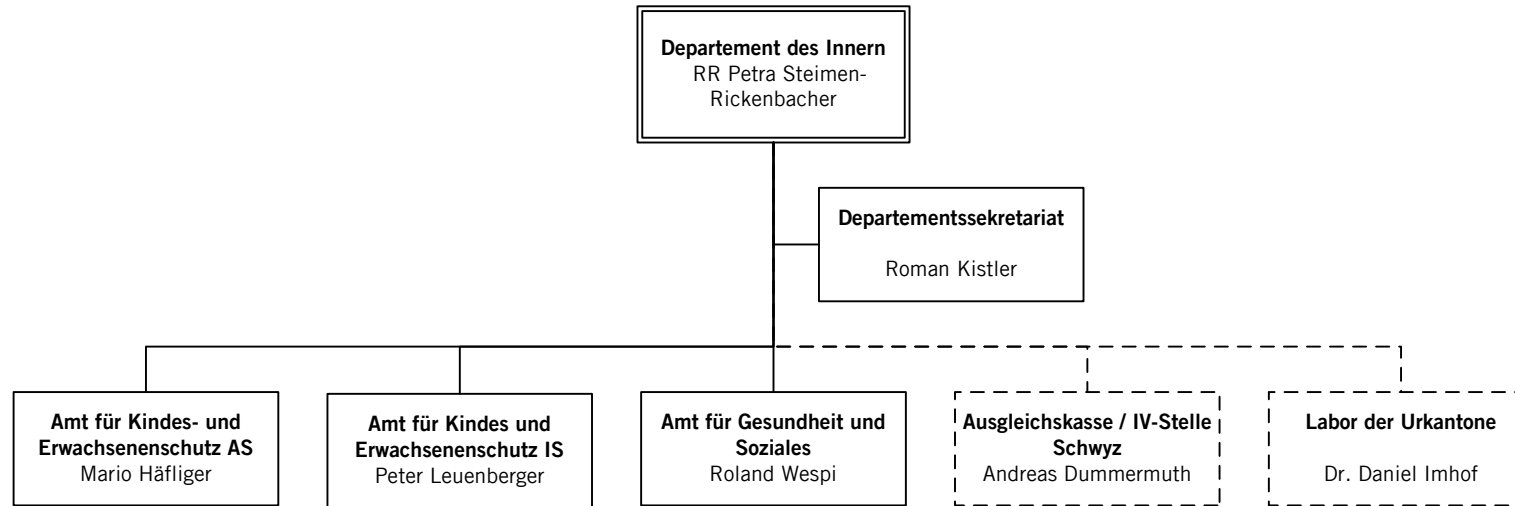 Departement des Innern
RR Petra Steimen-
Rickenbacher
Departementssekretariat
Roman Kistler
Amt für Kindes- und
Erwachsenenschutz AS
Mario Häfliger
Amt für Kindes und
Erwachsenenschutz IS
Peter Leuenberger
Amt für Gesundheit und
Soziales
Roland Wespi
Ausgleichskasse / IV-Stelle
Schwyz
Andreas Dummermuth
Labor der Urkantone
Dr. Daniel Imhof